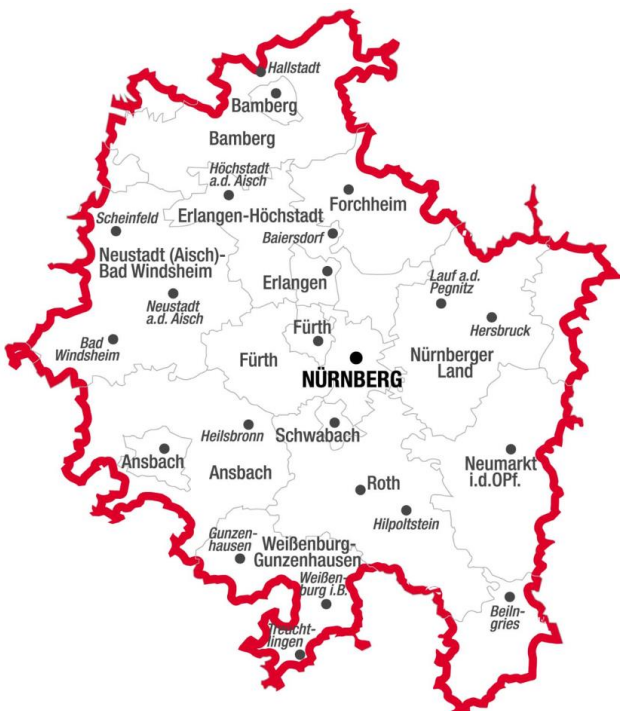 Hallstadt
Bamberg
Bamberg
Höchstadt
a.d. Aisch
Forchheim
Scheinfeld
Erlangen-Höchstadt
Baiersdorf
Neustadt (Aisch)-
Bad Windsheim
Erlangen
Lauf a.d.
Pegnitz
Neustadt
a.d. Aisch
Hersbruck
Fürth
Bad
Windsheim
Fürth
Nürnberger
Land
NÜRNBERG
Heilsbronn
Schwabach
Ansbach
Ansbach
Neumarkt
i.d.OPf.
Roth
Hilpoltstein
Gunzen-
hausen
Weißenburg-
Gunzenhausen
Weißen-
burg i.B.
Beiln-
gries
Treucht-
lingen